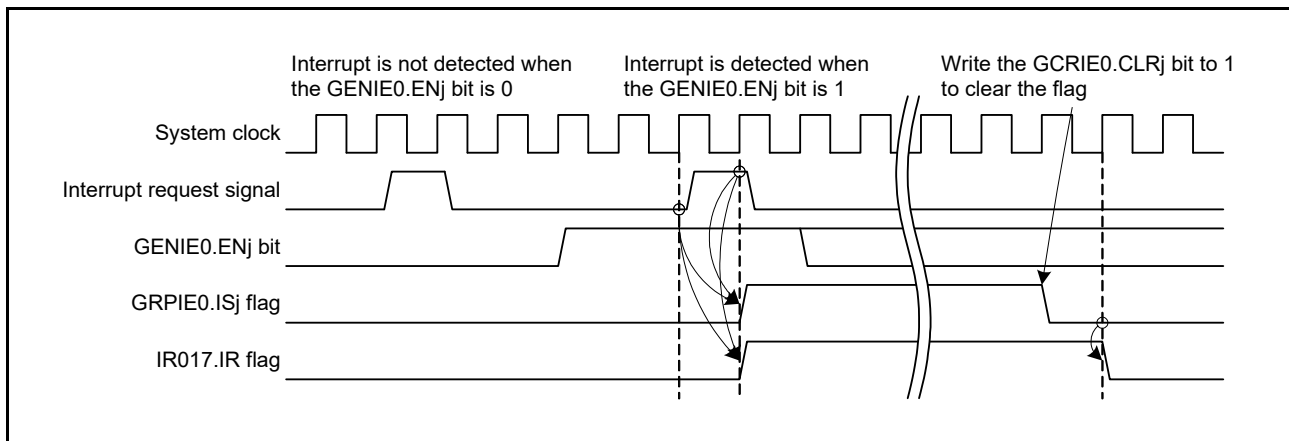 Interrupt is not detected when
the GENIE0.ENj bit is 0
Interrupt is detected when
the GENIE0.ENj bit is 1
Write the GCRIE0.CLRj bit to 1
to clear the flag
System clock
Interrupt request signal
GENIE0.ENj bit
GRPIE0.ISj flag
IR017.IR flag